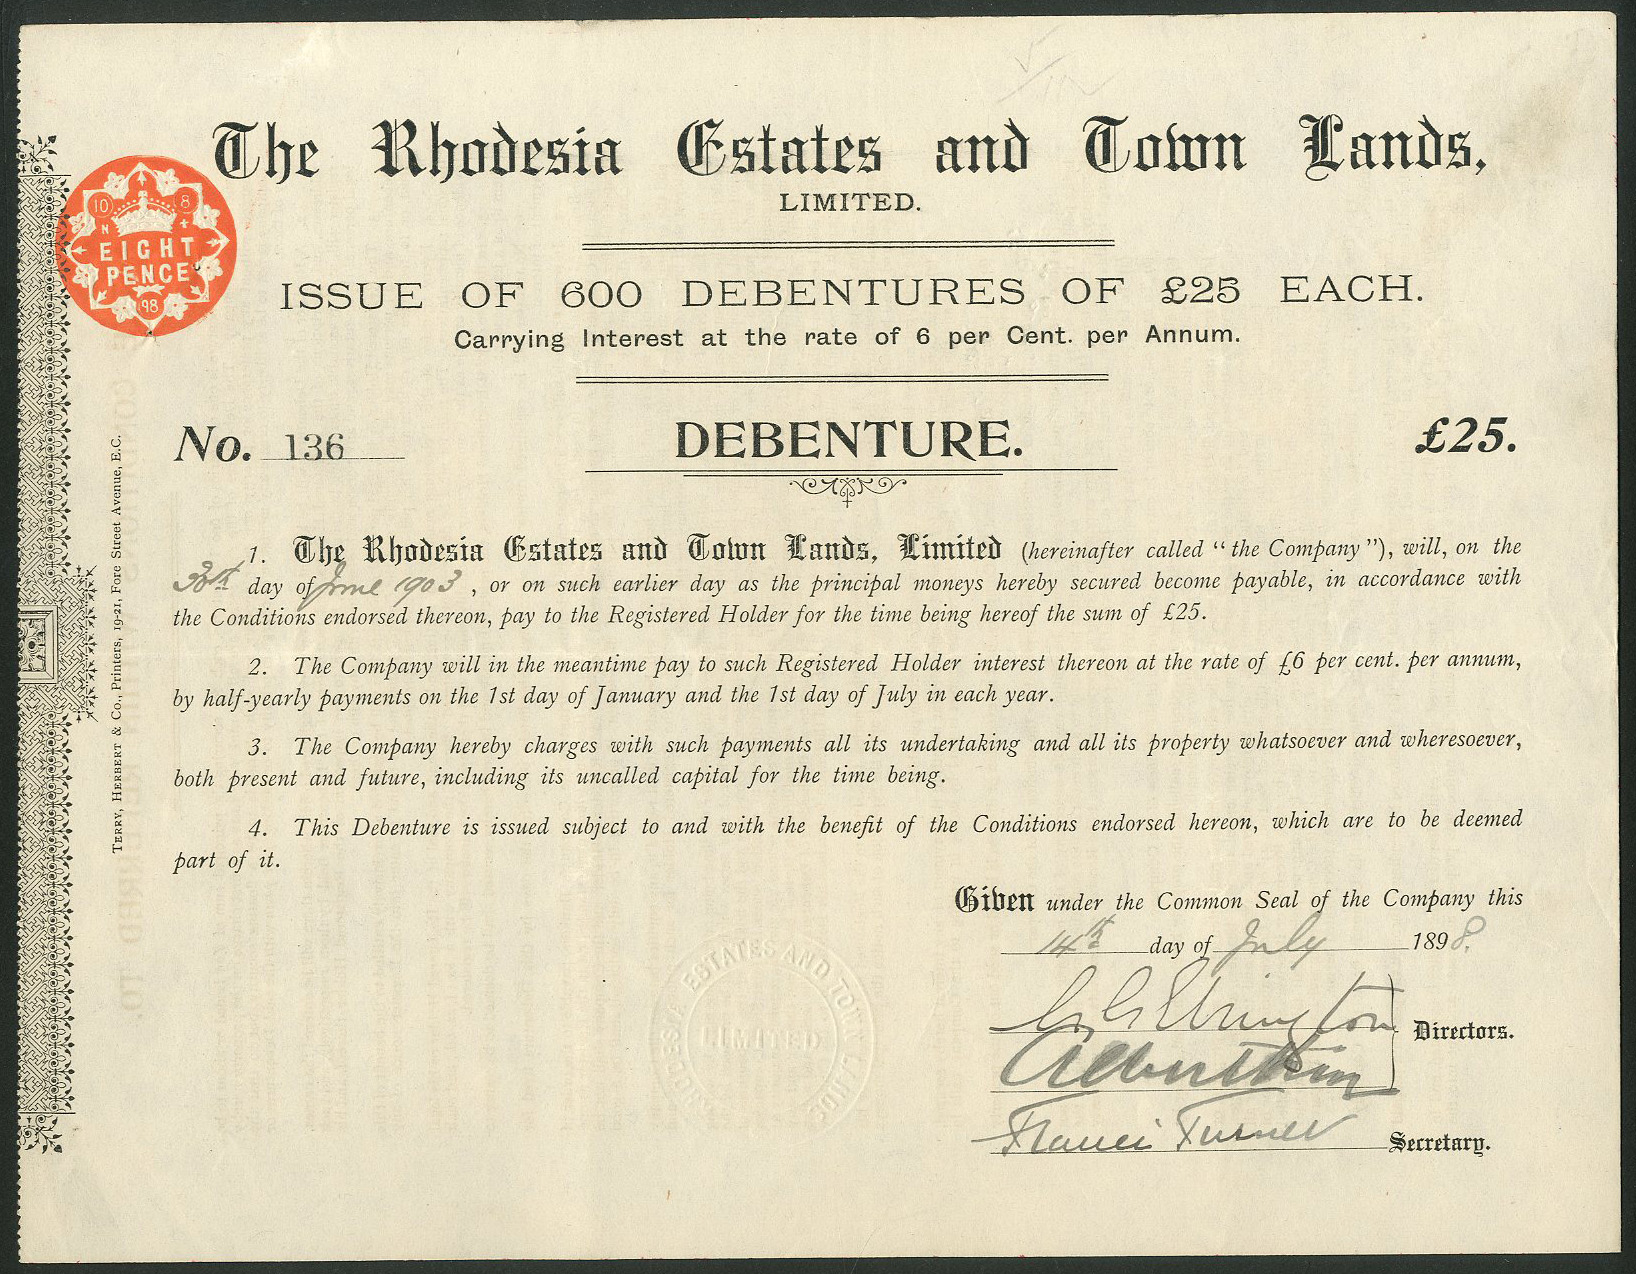 The Rhodesia Estates and Town Lands,
LIMITED.
10 8
N
EIGHT
PENCE
98
ISSUE OF 600 DEBENTURES OF £25 EACH.
Carrying Interest at the rate of 6 per Cent. per Annum.
No. 136 DEBENTURE. £25.
1. The Rhodesia Estates and Town Lands, Limited (hereinafter called “the Company”), will, on the
30th day of June 1903, or on such earlier day as the principal moneys hereby secured become payable, in accordance with
the Conditions endorsed thereon, pay to the Registered Holder for the time being hereof the sum of £25.
2. The Company will in the meantime pay to such Registered Holder interest thereon at the rate of £6 per cent. per annum,
by half-yearly payments on the 1st day of January and the 1st day of July in each year.
3. The Company hereby charges with such payments all its undertaking and all its property whatsoever and wheresoever,
both present and future, including its uncalled capital for the time being.
4. This Debenture is issued subject to and with the benefit of the Conditions endorsed hereon, which are to be deemed
part of it.
Given under the Common Seal of the Company this
14th day of July 1898.
Directors.
Francis Turner Secretary.
RHODESIA ESTATES AND TOWN LANDS
LIMITED
Terry, Herbert & Co., Printers, 19-21, Fore Street Avenue, E.C.